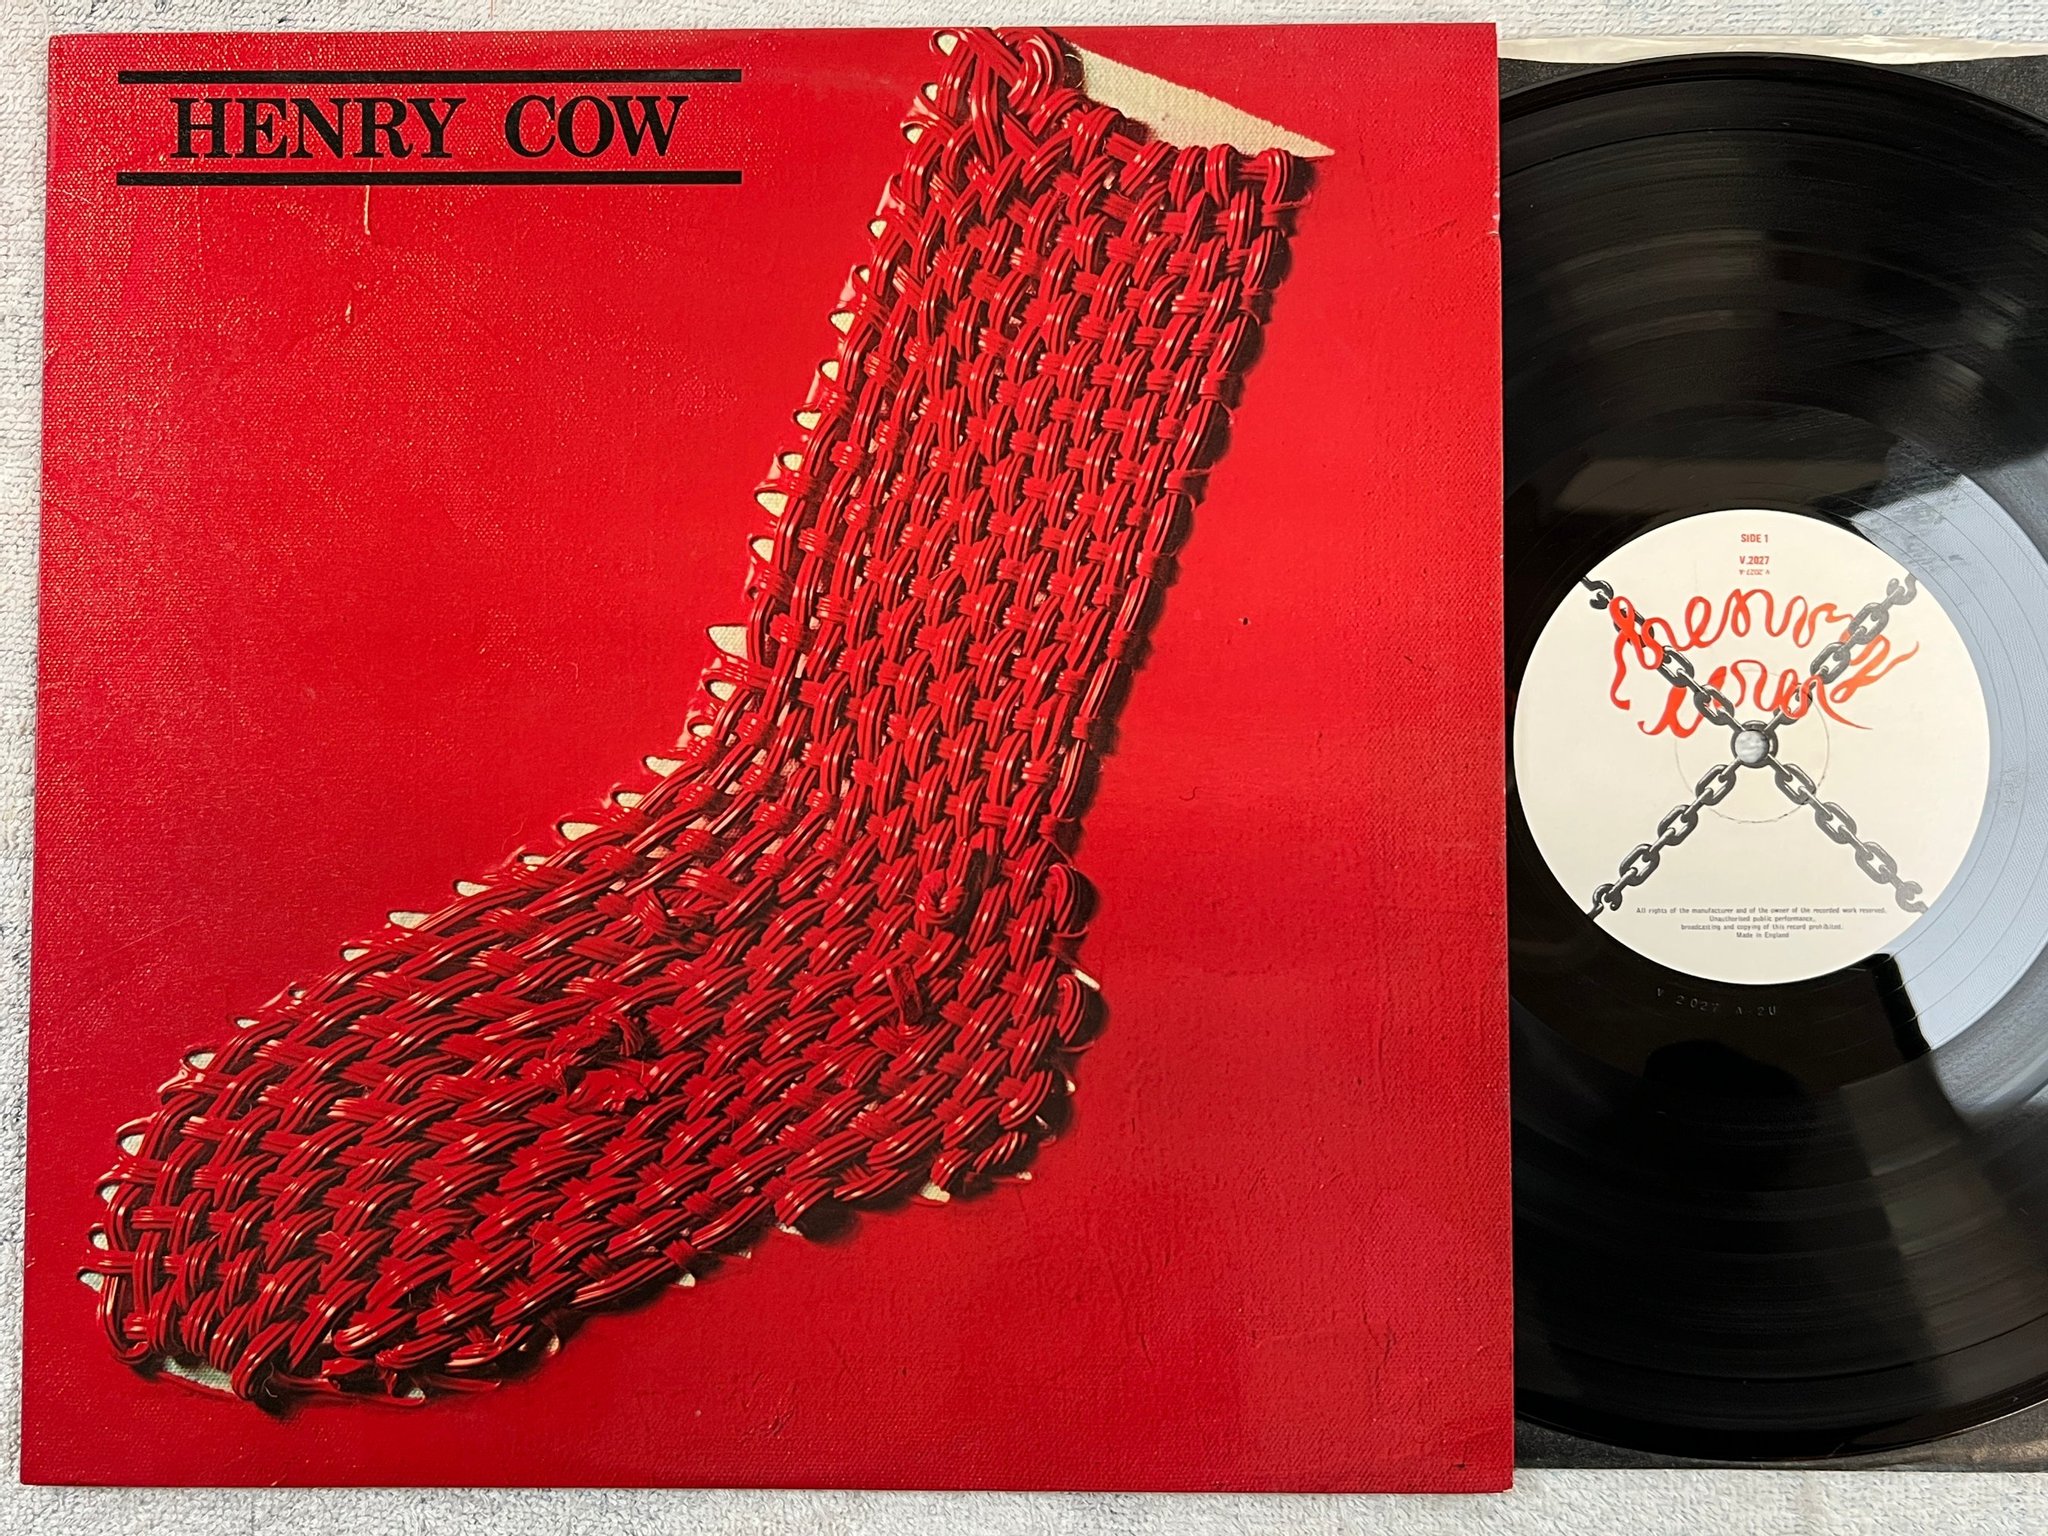 HENRY COW
SIDE 1
V.2027
V 2027 A
henry
cow
All rights of the manufacturer and of the owner of the recorded work reserved.
Unauthorised public performance,
broadcasting and copying of this record prohibited.
Made in England
V 2027 A 2U